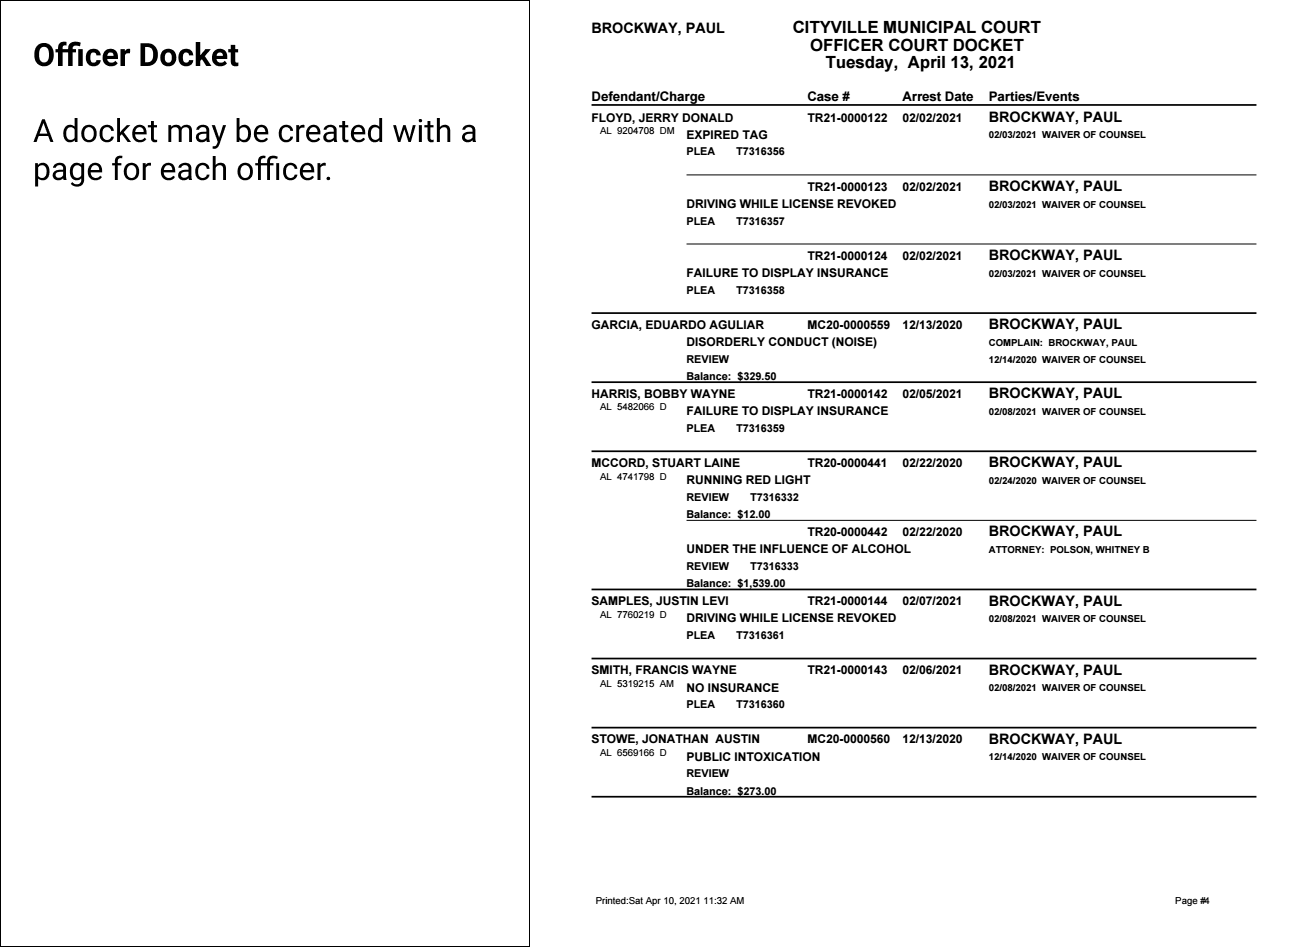 Officer Docket
A docket may be created with a
page for each officer.
BROCKWAY, PAUL CITYVILLE MUNICIPAL COURT
OFFICER COURT DOCKET
Tuesday, April 13, 2021
Defendant/Charge Case # Arrest Date Parties/Events
FLOYD, JERRY DONALD TR21-0000122 02/02/2021 BROCKWAY, PAUL
AL 9204708 DM EXPIRED TAG 02/03/2021 WAIVER OF COUNSEL
PLEA T7316356
TR21-0000123 02/02/2021 BROCKWAY, PAUL
DRIVING WHILE LICENSE REVOKED 02/03/2021 WAIVER OF COUNSEL
PLEA T7316357
TR21-0000124 02/02/2021 BROCKWAY, PAUL
FAILURE TO DISPLAY INSURANCE 02/03/2021 WAIVER OF COUNSEL
PLEA T7316358
GARCIA, EDUARDO AGULIAR MC20-0000559 12/13/2020 BROCKWAY, PAUL
DISORDERLY CONDUCT (NOISE) COMPLAIN: BROCKWAY, PAUL
REVIEW 12/14/2020 WAIVER OF COUNSEL
Balance: $329.50
HARRIS, BOBBY WAYNE TR21-0000142 02/05/2021 BROCKWAY, PAUL
AL 5482066 D FAILURE TO DISPLAY INSURANCE 02/08/2021 WAIVER OF COUNSEL
PLEA T7316359
MCCORD, STUART LAINE TR20-0000441 02/22/2020 BROCKWAY, PAUL
AL 4741798 D RUNNING RED LIGHT 02/24/2020 WAIVER OF COUNSEL
REVIEW T7316332
Balance: $12.00
TR20-0000442 02/22/2020 BROCKWAY, PAUL
UNDER THE INFLUENCE OF ALCOHOL ATTORNEY: POLSON, WHITNEY B
REVIEW T7316333
Balance: $1,539.00
SAMPLES, JUSTIN LEVI TR21-0000144 02/07/2021 BROCKWAY, PAUL
AL 7760219 D DRIVING WHILE LICENSE REVOKED 02/08/2021 WAIVER OF COUNSEL
PLEA T7316361
SMITH, FRANCIS WAYNE TR21-0000143 02/06/2021 BROCKWAY, PAUL
AL 5319215 AM NO INSURANCE 02/08/2021 WAIVER OF COUNSEL
PLEA T7316360
STOWE, JONATHAN AUSTIN MC20-0000560 12/13/2020 BROCKWAY, PAUL
AL 6569166 D PUBLIC INTOXICATION 12/14/2020 WAIVER OF COUNSEL
REVIEW
Balance: $273.00
Printed:Sat Apr 10, 2021 11:32 AM Page #4